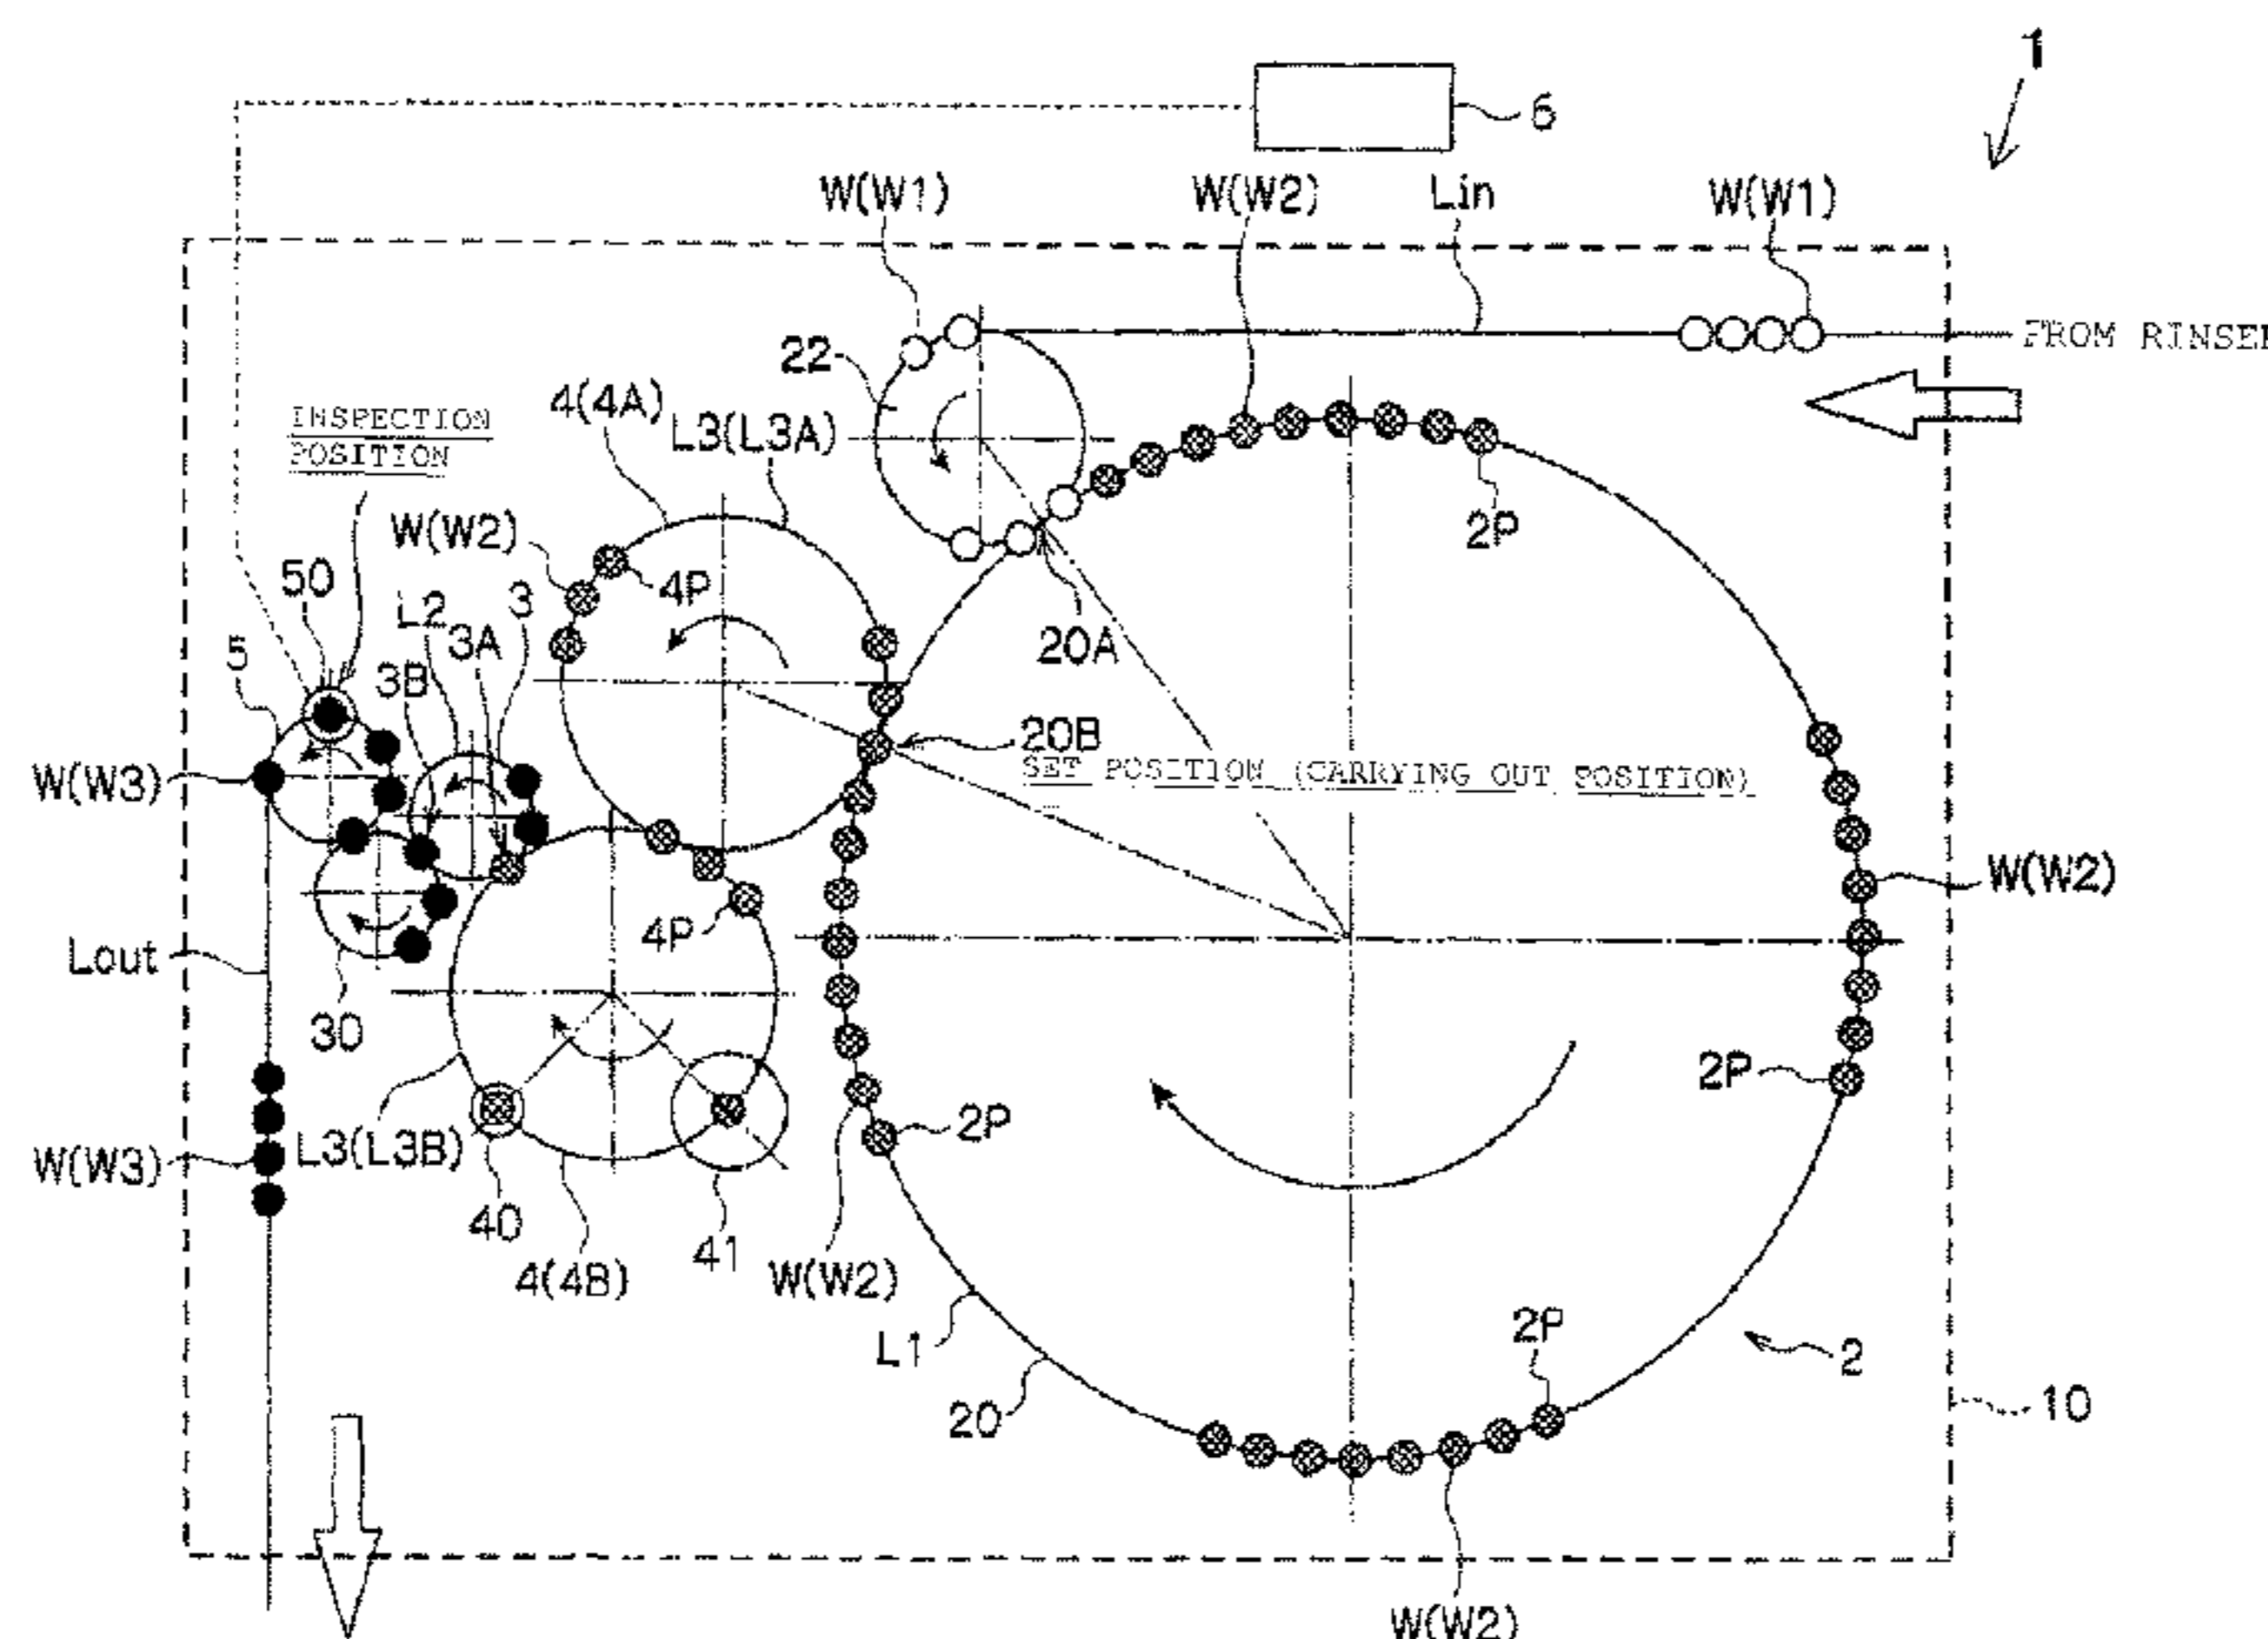 1
6
W(W1)
W(W2)
Lin
W(W1)
FROM RINSER
22
4(4A)
L3(L3A)
INSPECTION
POSITION
W(W2)
4P
2P
50
L2
3
3A
20A
5
3B
20B
SET POSITION (CARRYING OUT POSITION)
W(W3)
W(W2)
4P
Lout
30
2P
2P
L3(L3B)
W(W3)
40
41
4(4B)
W(W2)
L1
2P
2
20
10
W(W2)